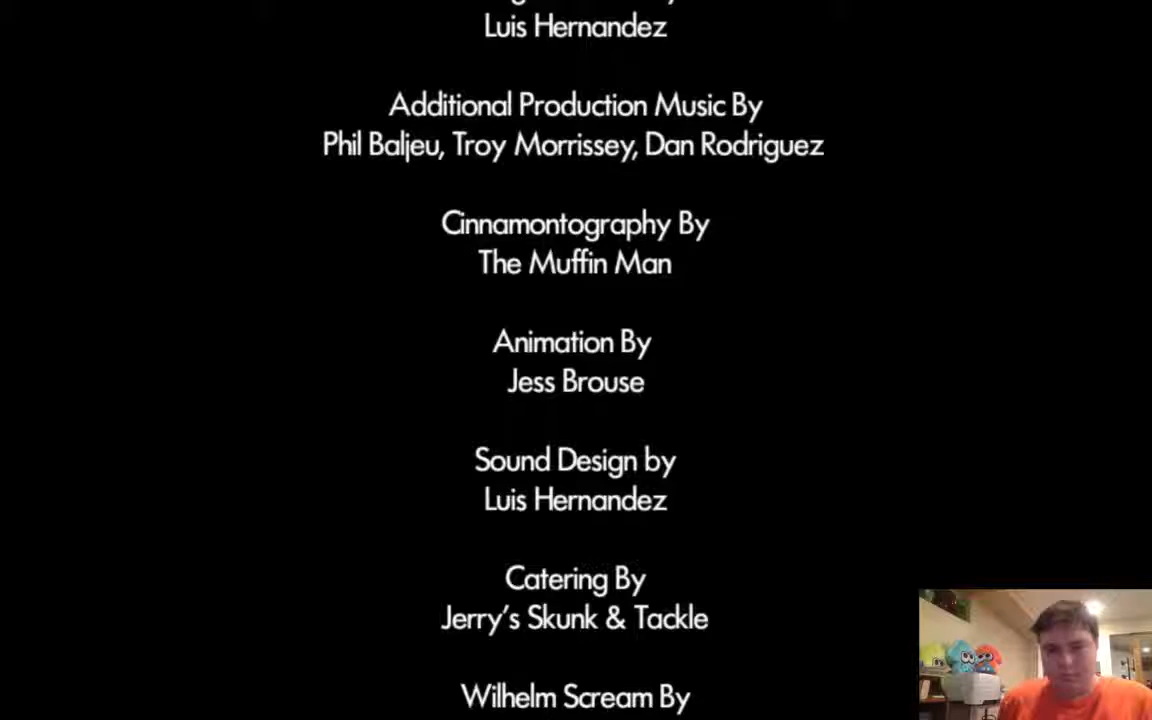 Luis Hernandez
Additional Production Music By
Phil Baljeu, Troy Morrissey, Dan Rodriguez
Cinnamontography By
The Muffin Man
Animation By
Jess Brouse
Sound Design by
Luis Hernandez
Catering By
Jerry's Skunk & Tackle
Wilhelm Scream By